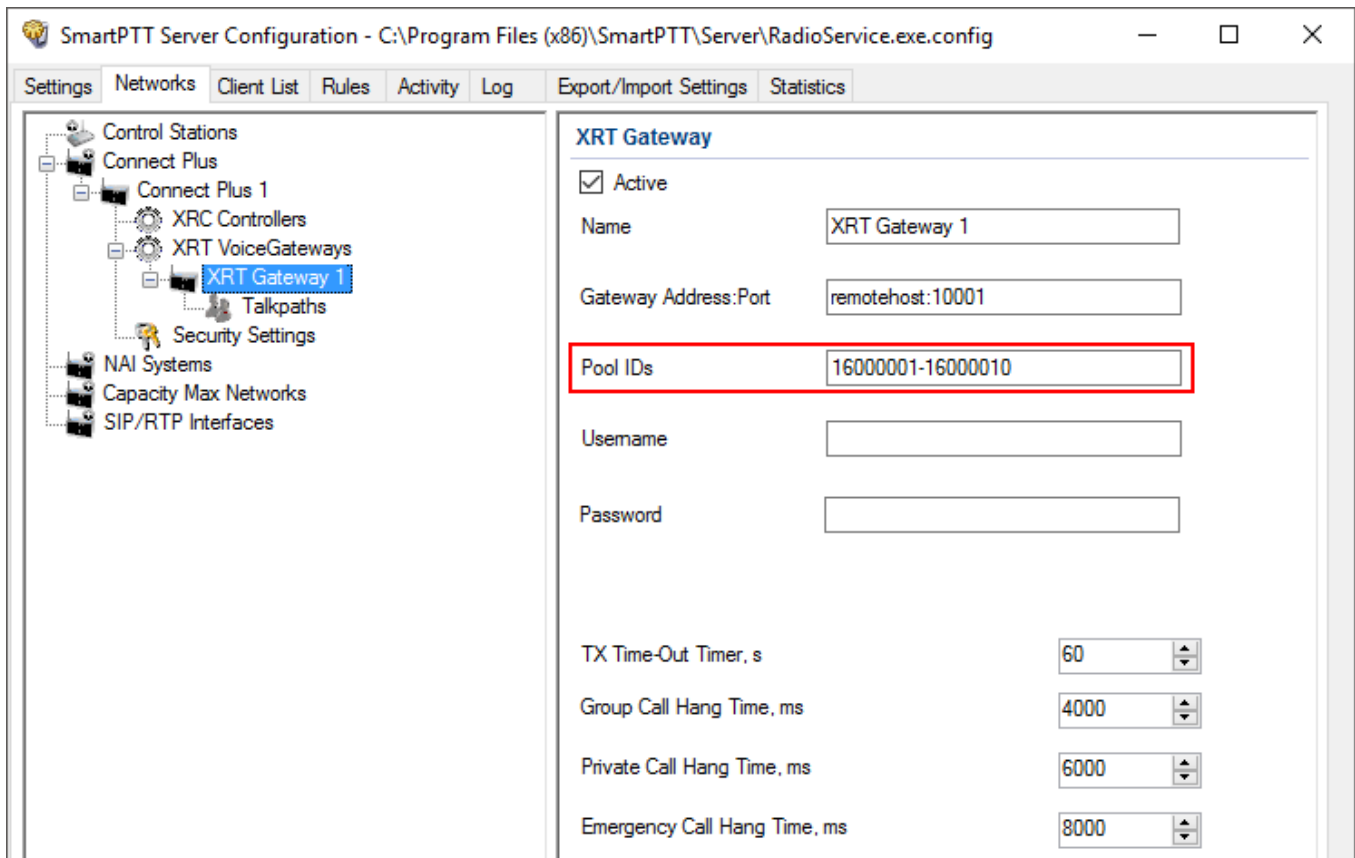 SmartPTT Server Configuration - C:\Program Files (x86)\SmartPTT\Server\RadioService.exe.config
Settings Networks Client List Rules Activity Log Export/Import Settings Statistics
Control Stations
Connect Plus
Connect Plus 1
XRC Controllers
XRT VoiceGateways
XRT Gateway 1
Talkpaths
Security Settings
NAI Systems
Capacity Max Networks
SIP/RTP Interfaces
XRT Gateway
Active
Name XRT Gateway 1
Gateway Address:Port remotehost:10001
Pool IDs 16000001-16000010
Username
Password
TX Time-Out Timer, s 60
Group Call Hang Time, ms 4000
Private Call Hang Time, ms 6000
Emergency Call Hang Time, ms 8000